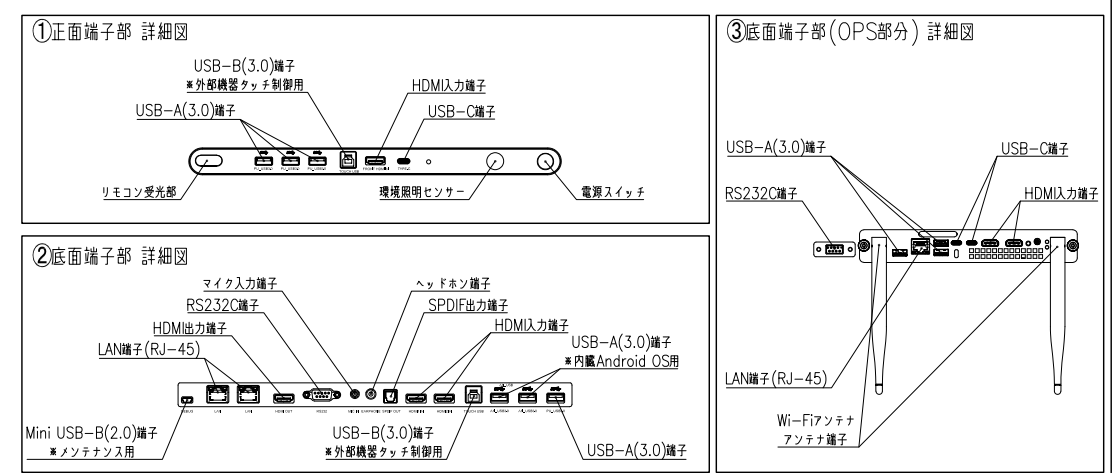 ①正面端子部 詳細図
USB-B(3.0)端子
※外部機器タッチ制御用
HDMI入力端子
USB-A(3.0)端子
USB-C端子
リモコン受光部
環境照明センサー
電源スイッチ
②底面端子部 詳細図
マイク入力端子
ヘッドホン端子
RS232C端子
SPDIF出力端子
HDMI出力端子
HDMI入力端子
LAN端子(RJ-45)
USB-A(3.0)端子
※内蔵Android OS用
Mini USB-B(2.0)端子
※メンテナンス用
USB-B(3.0)端子
※外部機器タッチ制御用
USB-A(3.0)端子
③底面端子部(OPS部分) 詳細図
USB-A(3.0)端子
USB-C端子
RS232C端子
HDMI入力端子
LAN端子(RJ-45)
Wi-Fiアンテナ
アンテナ端子